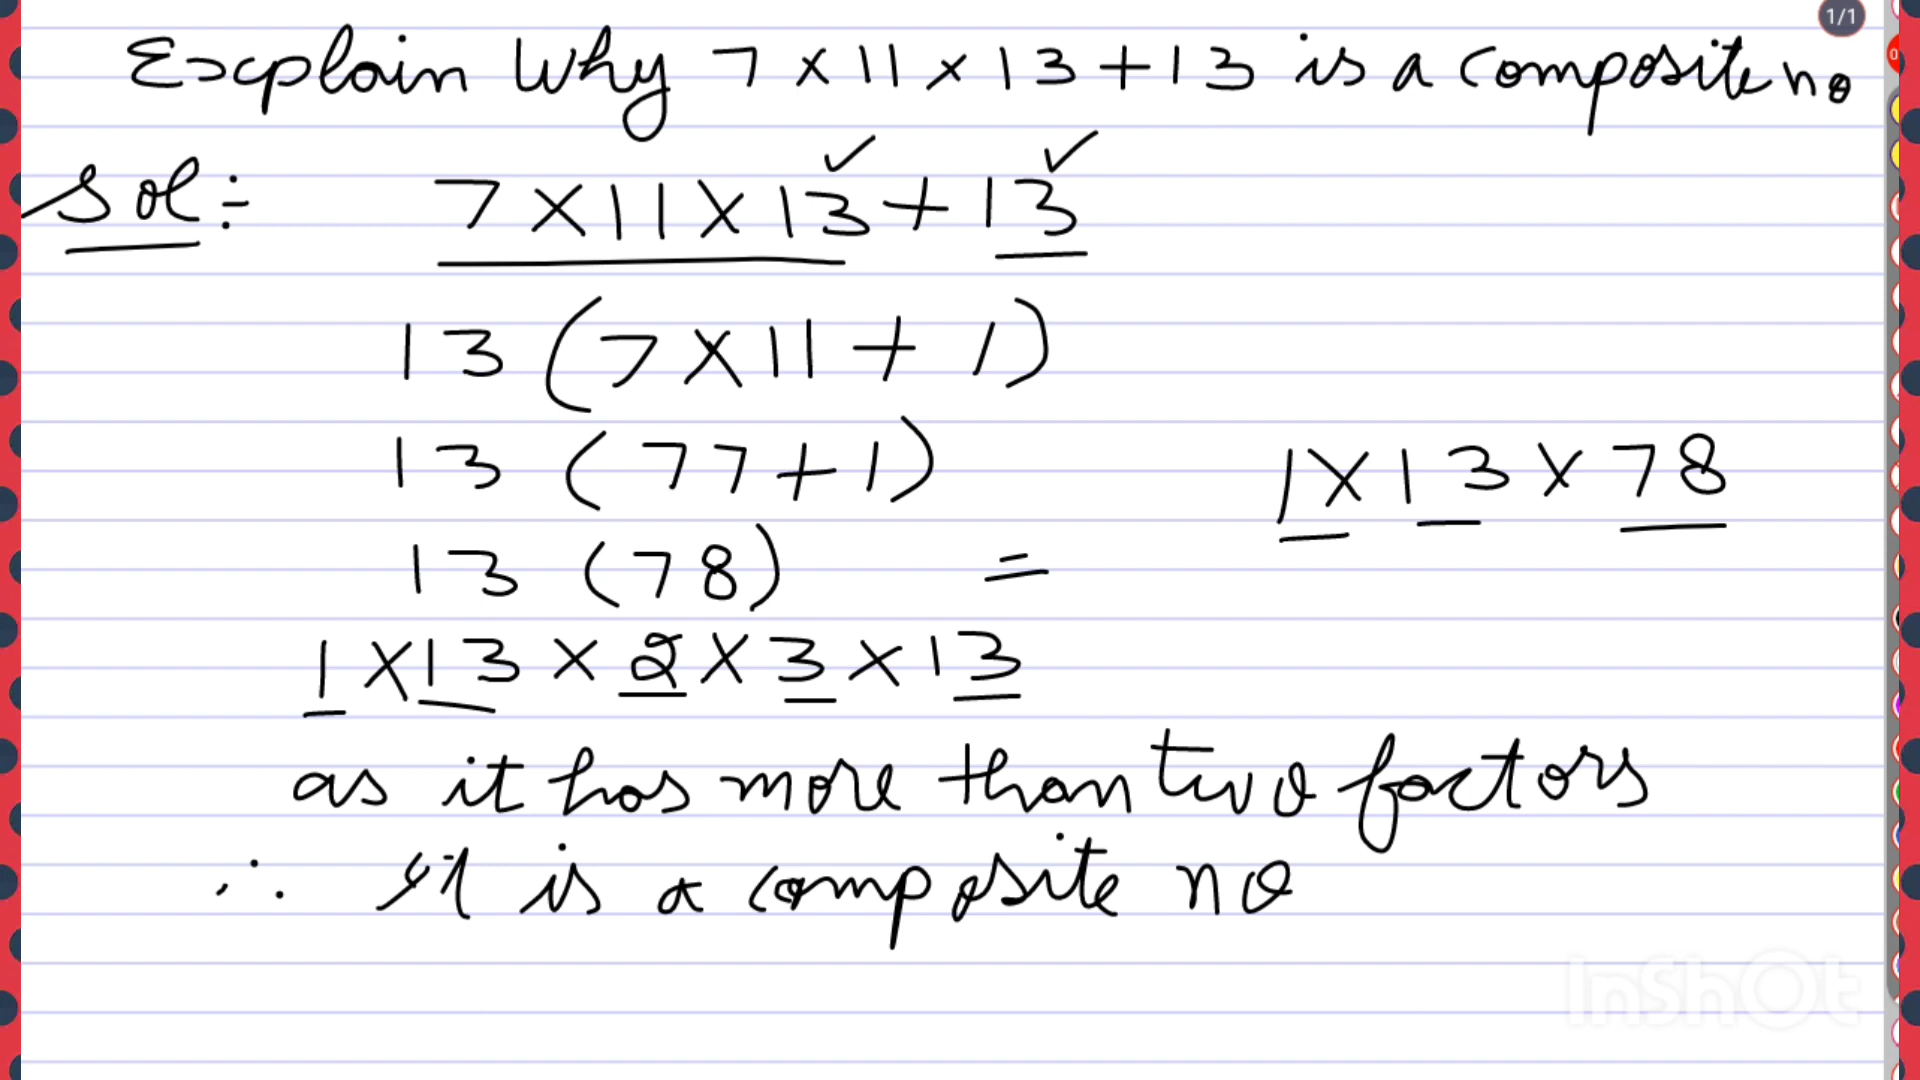 1/1
Explain Why 7 × 11 × 13 + 13 is a composite no
Sol:-
7 × 11 × 13 + 13
13 (7 × 11 + 1)
13 (77 + 1)
1 × 13 × 78
13 (78) =
1 × 13 × 2 × 3 × 13
as it has more than two factors
∴ it is a composite no
InShOt